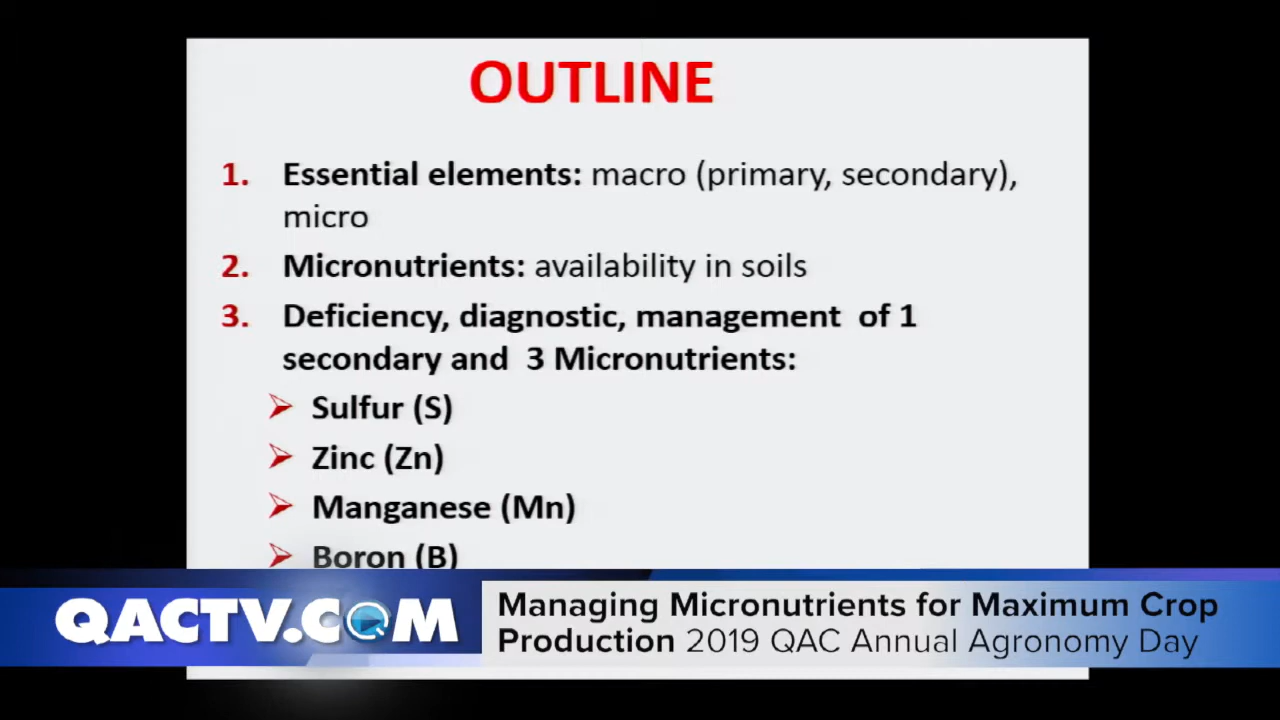 OUTLINE
1. Essential elements: macro (primary, secondary),
micro
2. Micronutrients: availability in soils
3. Deficiency, diagnostic, management of 1
secondary and 3 Micronutrients:
➢ Sulfur (S)
➢ Zinc (Zn)
➢ Manganese (Mn)
➢ Boron (B)
QACTV.COM
Managing Micronutrients for Maximum Crop
Production 2019 QAC Annual Agronomy Day